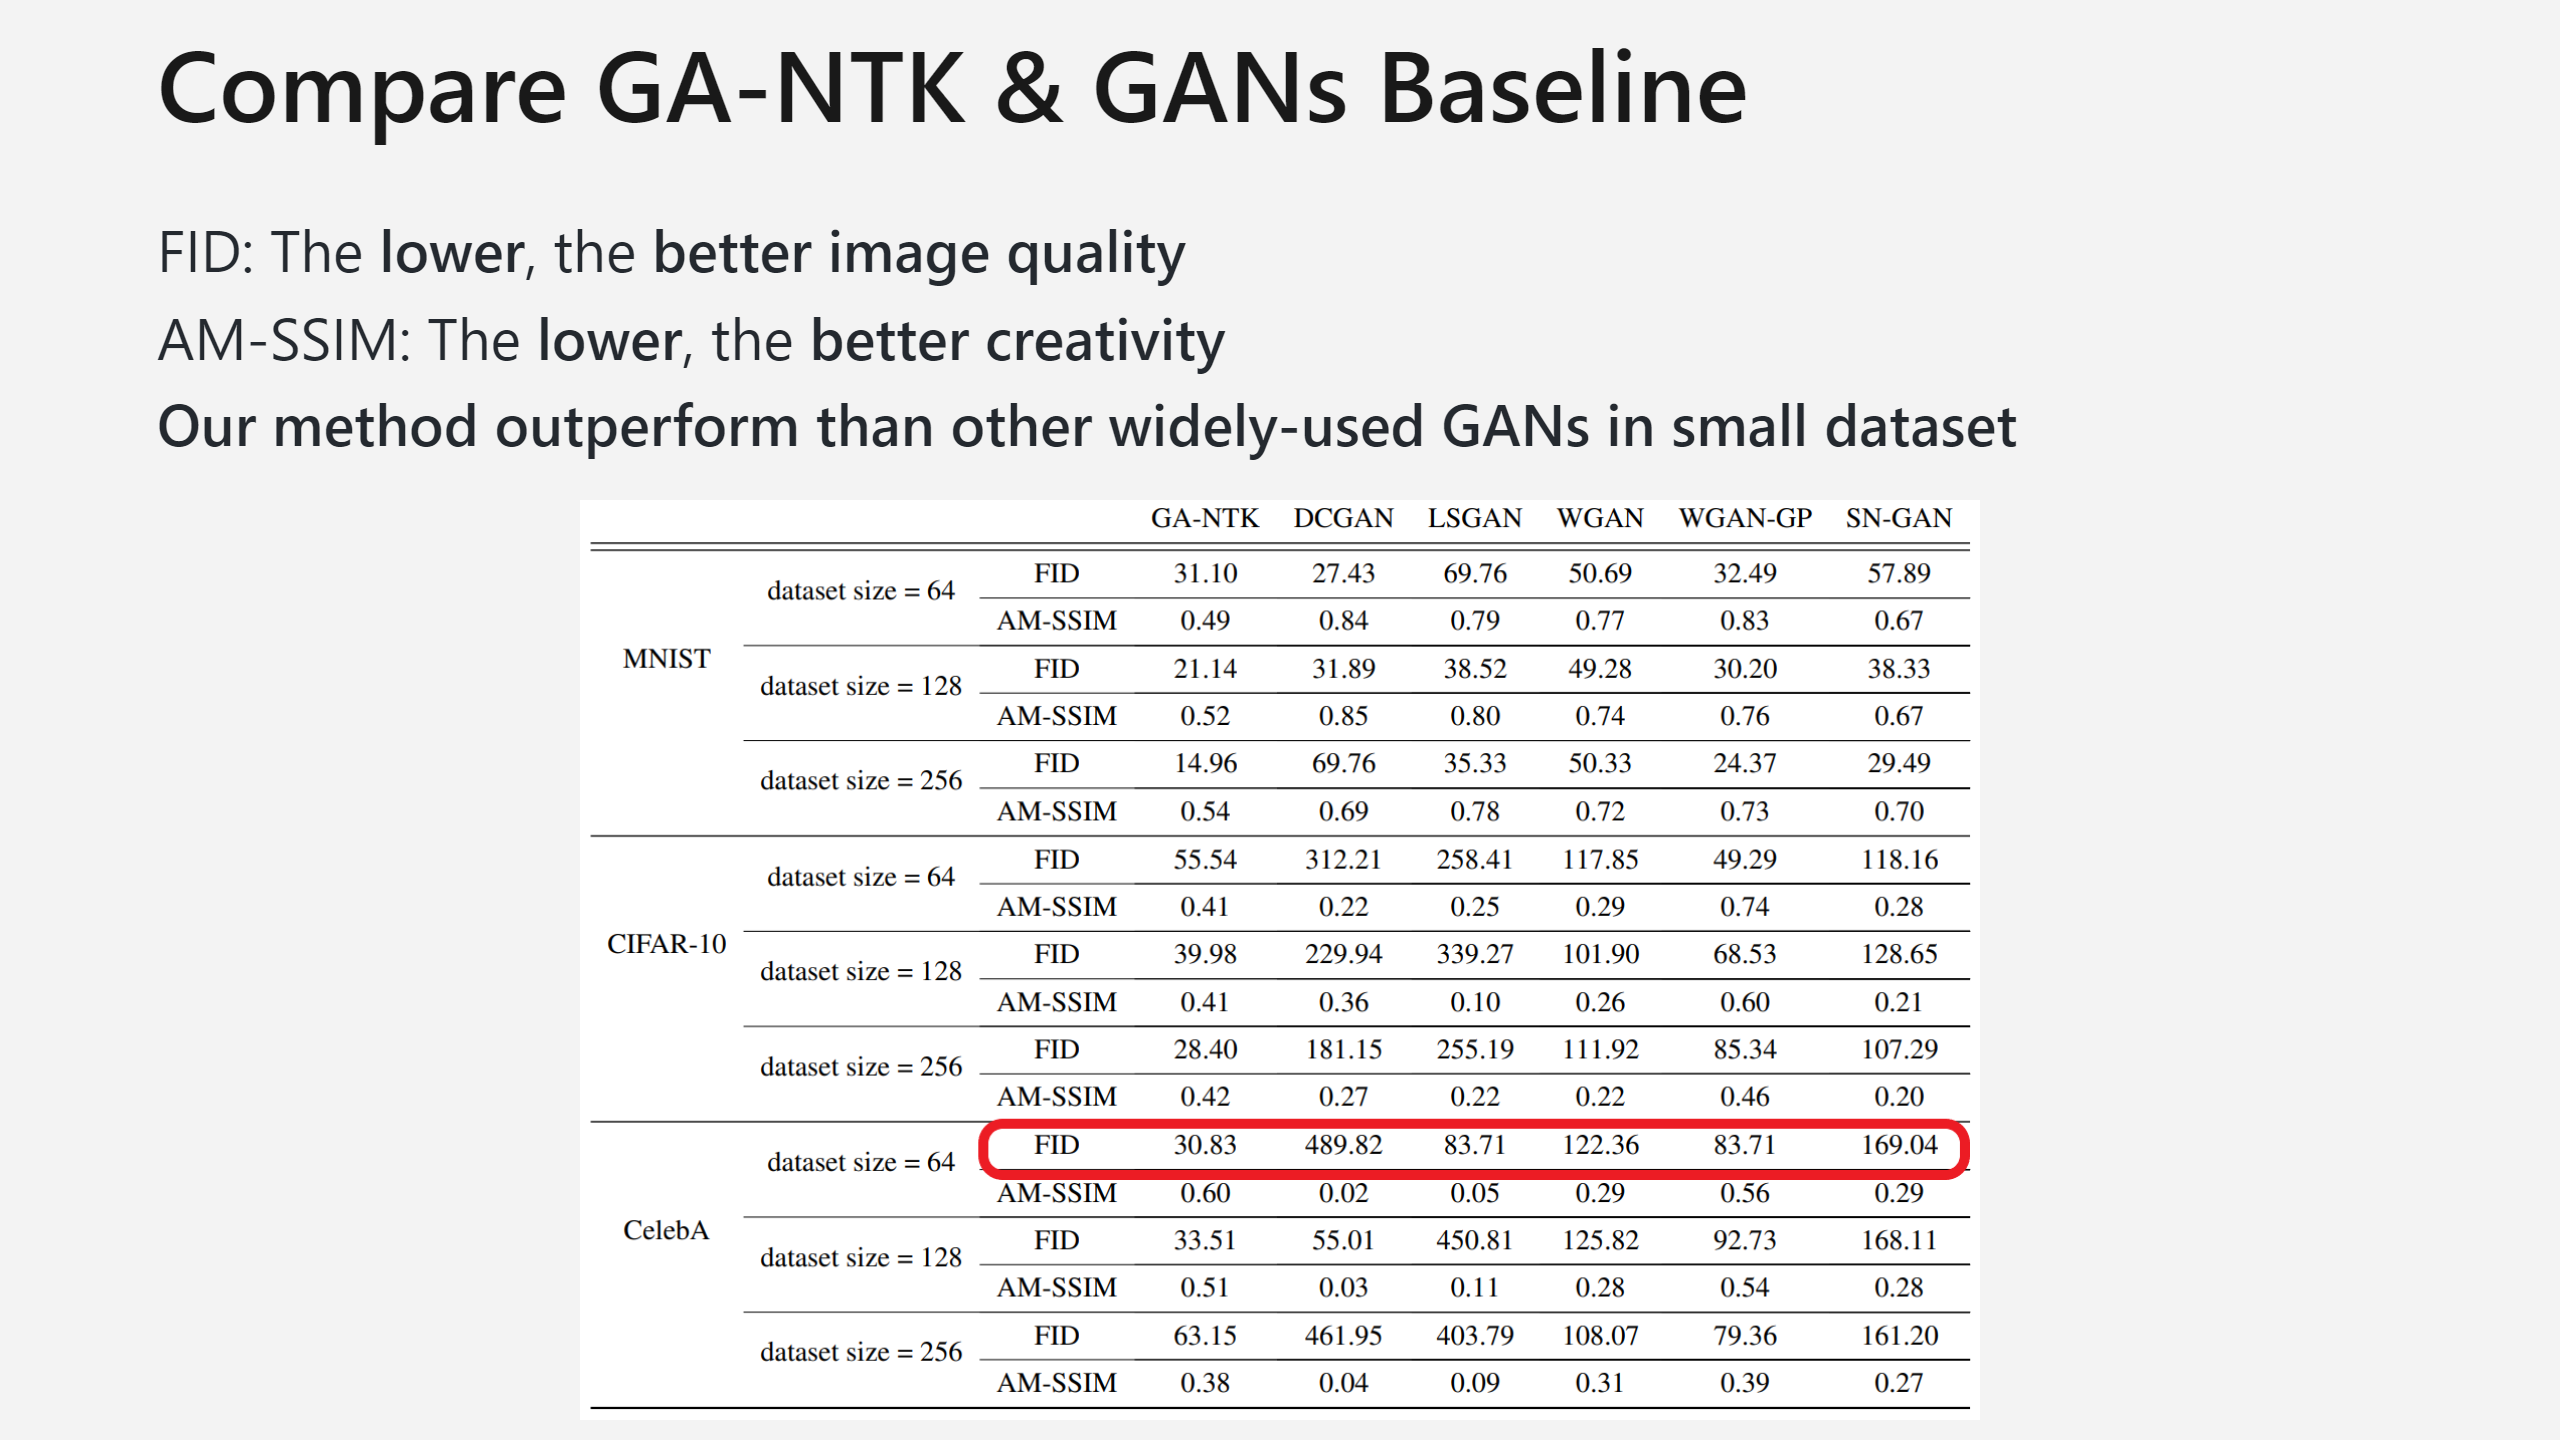 Compare GA-NTK & GANs Baseline
FID: The lower, the better image quality
AM-SSIM: The lower, the better creativity
Our method outperform than other widely-used GANs in small dataset
GA-NTK DCGAN LSGAN WGAN WGAN-GP SN-GAN
MNIST
dataset size = 64
FID 31.10 27.43 69.76 50.69 32.49 57.89
AM-SSIM 0.49 0.84 0.79 0.77 0.83 0.67
dataset size = 128
FID 21.14 31.89 38.52 49.28 30.20 38.33
AM-SSIM 0.52 0.85 0.80 0.74 0.76 0.67
dataset size = 256
FID 14.96 69.76 35.33 50.33 24.37 29.49
AM-SSIM 0.54 0.69 0.78 0.72 0.73 0.70
CIFAR-10
dataset size = 64
FID 55.54 312.21 258.41 117.85 49.29 118.16
AM-SSIM 0.41 0.22 0.25 0.29 0.74 0.28
dataset size = 128
FID 39.98 229.94 339.27 101.90 68.53 128.65
AM-SSIM 0.41 0.36 0.10 0.26 0.60 0.21
dataset size = 256
FID 28.40 181.15 255.19 111.92 85.34 107.29
AM-SSIM 0.42 0.27 0.22 0.22 0.46 0.20
CelebA
dataset size = 64
FID 30.83 489.82 83.71 122.36 83.71 169.04
AM-SSIM 0.60 0.02 0.05 0.29 0.56 0.29
dataset size = 128
FID 33.51 55.01 450.81 125.82 92.73 168.11
AM-SSIM 0.51 0.03 0.11 0.28 0.54 0.28
dataset size = 256
FID 63.15 461.95 403.79 108.07 79.36 161.20
AM-SSIM 0.38 0.04 0.09 0.31 0.39 0.27